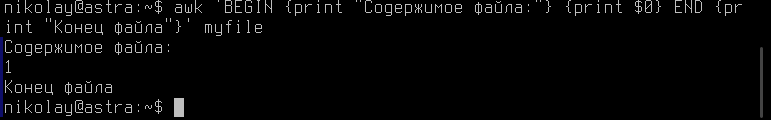 nikolay@astra:~$ awk 'BEGIN {print "Содержимое файла:"} {print $0} END {pr
int "Конец файла"}' myfile
Содержимое файла:
1
Конец файла
nikolay@astra:~$